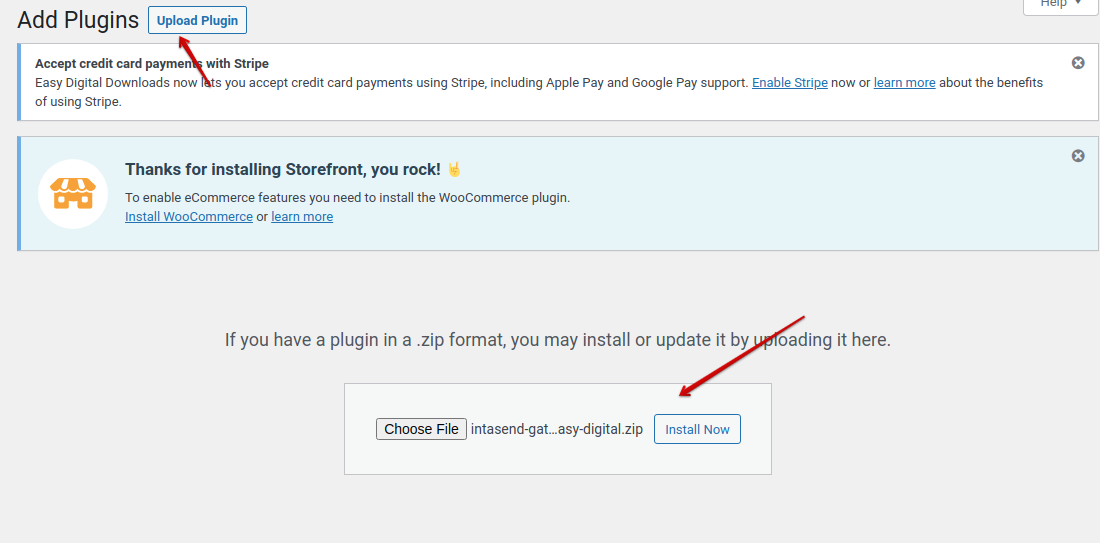 Add Plugins Upload Plugin
Help
Accept credit card payments with Stripe
Easy Digital Downloads now lets you accept credit card payments using Stripe, including Apple Pay and Google Pay support. Enable Stripe now or learn more about the benefits
of using Stripe.
Thanks for installing Storefront, you rock! 🤘
To enable eCommerce features you need to install the WooCommerce plugin.
Install WooCommerce or learn more
If you have a plugin in a .zip format, you may install or update it by uploading it here.
Choose File intasend-gat...asy-digital.zip Install Now